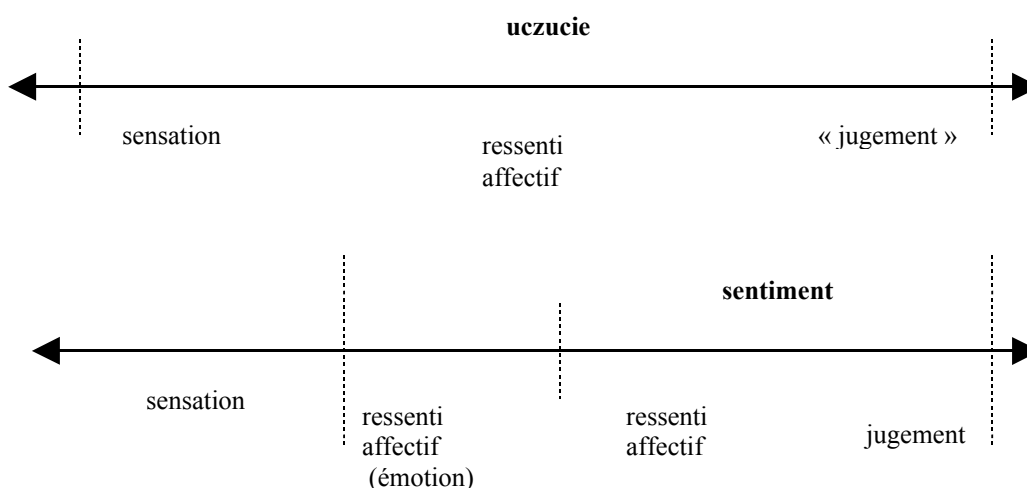 uczucie
sensation
ressenti
affectif
« jugement »
sentiment
sensation
ressenti
affectif
(émotion)
ressenti
affectif
jugement